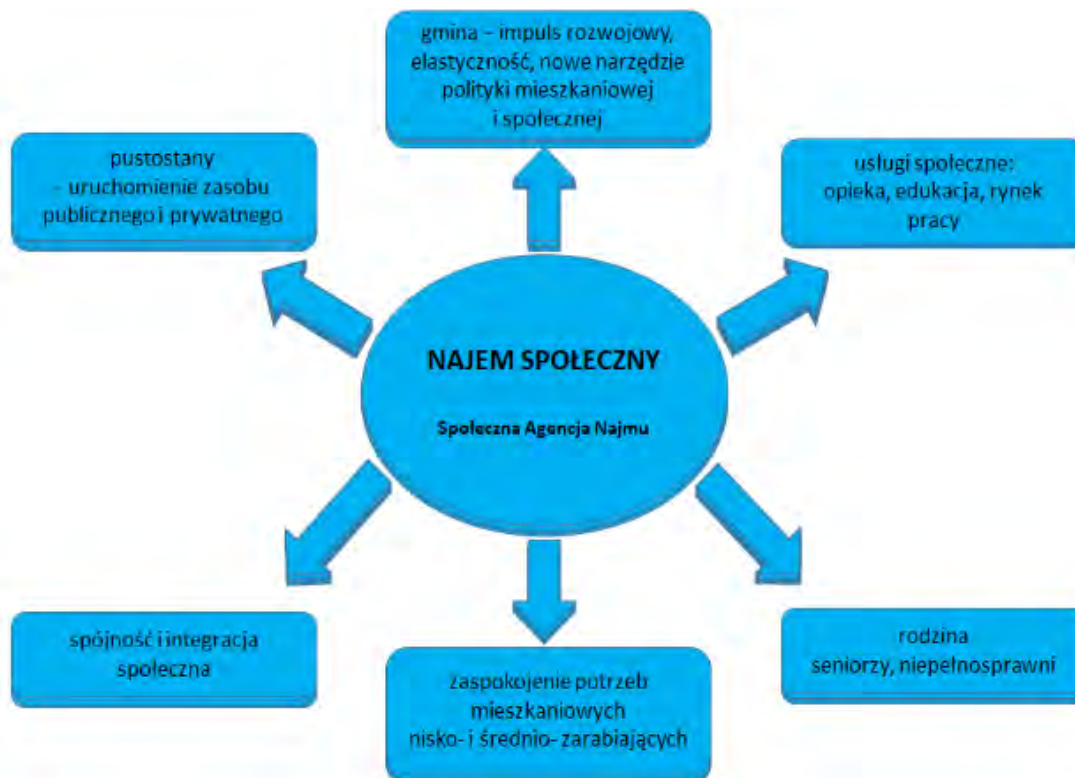 gmina – impuls rozwojowy,
elastyczność, nowe narzędzie
polityki mieszkaniowej
i społecznej
pustostany
- uruchomienie zasobu
publicznego i prywatnego
usługi społeczne:
opieka, edukacja, rynek
pracy
NAJEM SPOŁECZNY
Społeczna Agencja Najmu
spójność i integracja
społeczna
zaspokojenie potrzeb
mieszkaniowych
nisko- i średnio- zarabiających
rodzina
seniorzy, niepełnosprawni